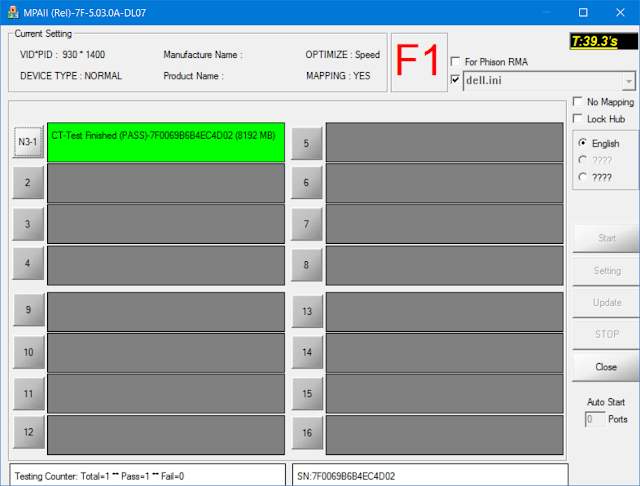 MPAII (Rel)-7F-5.03.0A-DL07
Current Setting
VID*PID : 930 * 1400
Manufacture Name :
OPTIMIZE : Speed
DEVICE TYPE : NORMAL
Product Name :
MAPPING : YES
F1
T:39.3's
For Phison RMA
dell.ini
No Mapping
Lock Hub
English
????
????
N3-1
CT-Test Finished (PASS)-7F0069B6B4EC4D02 (8192 MB)
5
2
6
3
7
4
8
9
13
10
14
11
15
12
16
Start
Setting
Update
STOP
Close
Auto Start
0 Ports
Testing Counter: Total=1 ** Pass=1 ** Fail=0
SN:7F0069B6B4EC4D02